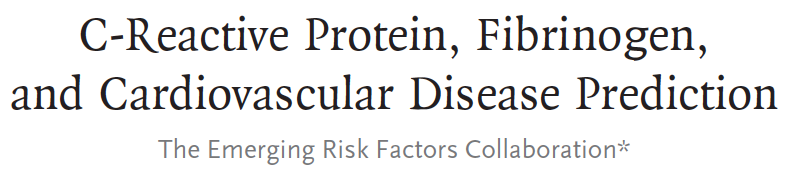 C-Reactive Protein, Fibrinogen,
and Cardiovascular Disease Prediction
The Emerging Risk Factors Collaboration*